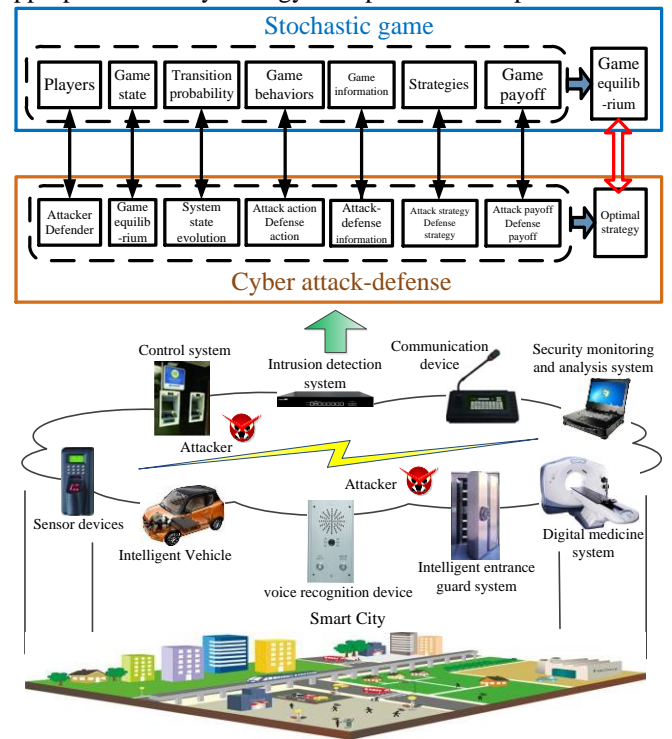 Stochastic game
Players
Game
state
Transition
probability
Game
behaviors
Game
information
Strategies
Game
payoff
Game
equilib
-rium
Attacker
Defender
Game
equilib
-rium
System
state
evolution
Attack action
Defense
action
Attack-
defense
information
Attack strategy
Defense
strategy
Attack payoff
Defense
payoff
Optimal
strategy
Cyber attack-defense
Control system
Intrusion detection
system
Communication
device
Security monitoring
and analysis system
Attacker
Attacker
Sensor devices
Intelligent Vehicle
voice recognition device
Intelligent entrance
guard system
Digital medicine
system
Smart City